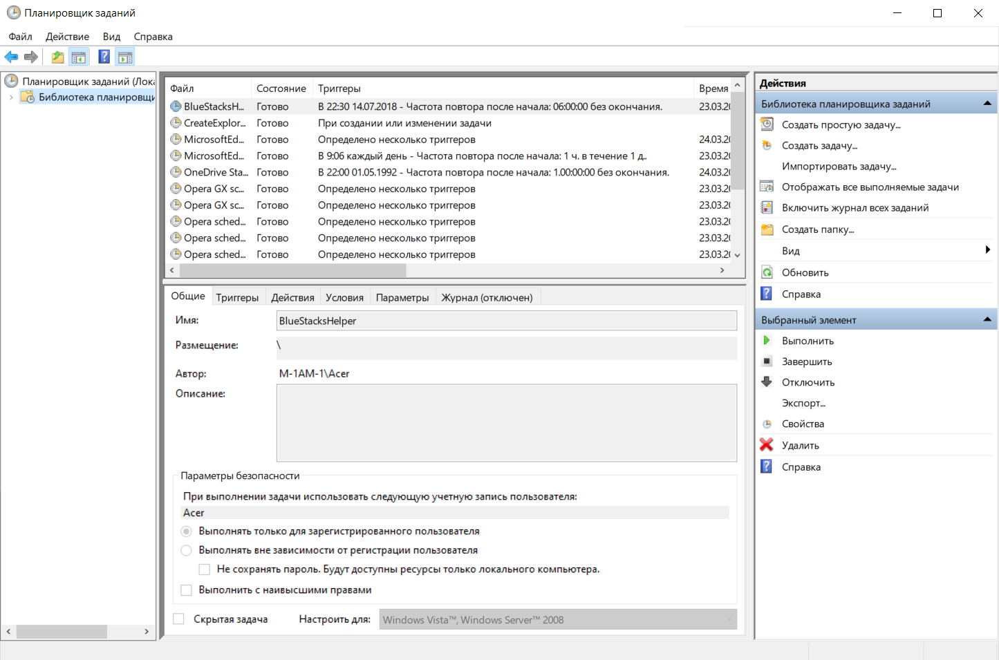 Планировщик заданий
Файл Действие Вид Справка
Планировщик заданий (Лока
Библиотека планировщи
Файл Состояние Триггеры Время
BlueStacksH... Готово В 22:30 14.07.2018 - Частота повтора после начала: 06:00:00 без окончания. 23.03.20
CreateExplor... Готово При создании или изменении задачи
MicrosoftEd... Готово Определено несколько триггеров 24.03.20
MicrosoftEd... Готово В 9:06 каждый день - Частота повтора после начала: 1 ч. в течение 1 д.. 23.03.20
OneDrive Sta... Готово В 22:00 01.05.1992 - Частота повтора после начала: 1.00:00:00 без окончания. 24.03.20
Opera GX sc... Готово Определено несколько триггеров 23.03.20
Opera GX sc... Готово Определено несколько триггеров 23.03.20
Opera sched... Готово Определено несколько триггеров 23.03.20
Opera sched... Готово Определено несколько триггеров 23.03.20
Opera sched... Готово Определено несколько триггеров 23.03.20
Общие Триггеры Действия Условия Параметры Журнал (отключен)
Имя: BlueStacksHelper
Размещение: \
Автор: M-1AM-1\Acer
Описание:
Параметры безопасности
При выполнении задачи использовать следующую учетную запись пользователя:
Acer
Выполнять только для зарегистрированного пользователя
Выполнять вне зависимости от регистрации пользователя
Не сохранять пароль. Будут доступны ресурсы только локального компьютера.
Выполнить с наивысшими правами
Скрытая задача Настроить для: Windows Vista™, Windows Server™ 2008
Действия
Библиотека планировщика заданий
Создать простую задачу...
Создать задачу...
Импортировать задачу...
Отображать все выполняемые задачи
Включить журнал всех заданий
Создать папку...
Вид
Обновить
Справка
Выбранный элемент
Выполнить
Завершить
Отключить
Экспорт...
Свойства
Удалить
Справка